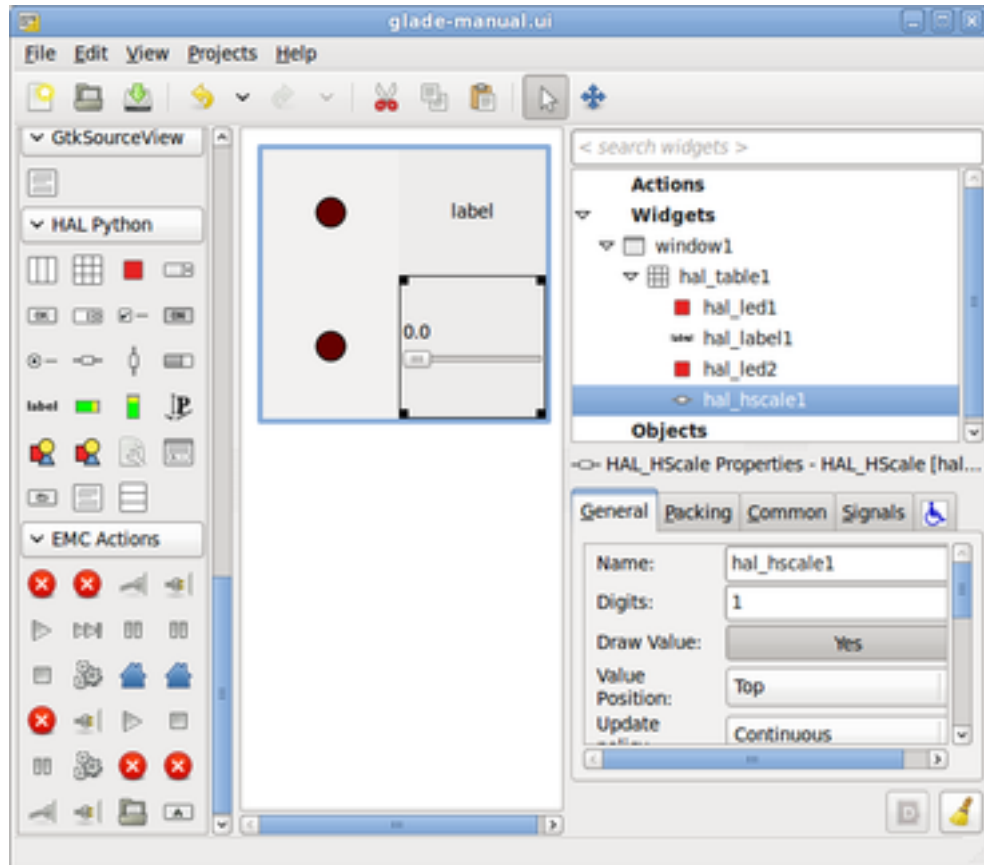 glade-manual.ui
File Edit View Projects Help
GtkSourceView
HAL Python
label
EMC Actions
label
0.0
< search widgets >
Actions
Widgets
window1
hal_table1
hal_led1
hal_label1
hal_led2
hal_hscale1
Objects
HAL_HScale Properties - HAL_HScale [hal...
General Packing Common Signals
Name: hal_hscale1
Digits: 1
Draw Value: Yes
Value
Position: Top
Update
Continuous